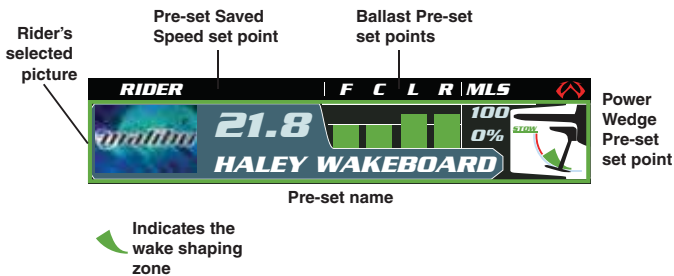 Pre-set Saved
Speed set point
Ballast Pre-set
set points
Rider's
selected
picture
RIDER F C L R MLS
malibu
21.8
100
0%
STOW
HALEY WAKEBOARD
Power
Wedge
Pre-set
set point
Pre-set name
Indicates the
wake shaping
zone